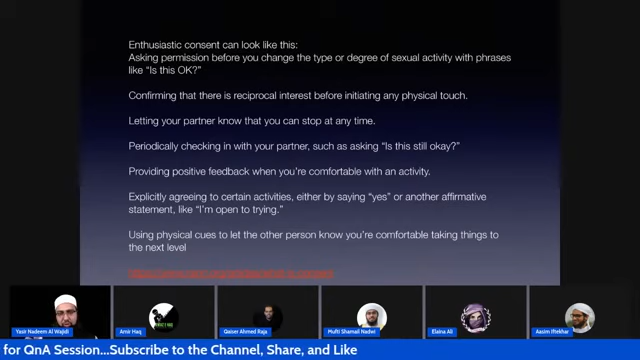 Enthusiastic consent can look like this:
Asking permission before you change the type or degree of sexual activity with phrases
like “Is this OK?”
Confirming that there is reciprocal interest before initiating any physical touch.
Letting your partner know that you can stop at any time.
Periodically checking in with your partner, such as asking “Is this still okay?”
Providing positive feedback when you're comfortable with an activity.
Explicitly agreeing to certain activities, either by saying “yes” or another affirmative
statement, like “I'm open to trying.”
Using physical cues to let the other person know you're comfortable taking things to
the next level
Yasir Nadeem Al Wajidi
Amir Haq
Qaiser Ahmed Raja
Mufti Shamail Nadwi
Elaina Ali
Aasim Iftekhar
for QnA Session...Subscribe to the Channel, Share, and Like